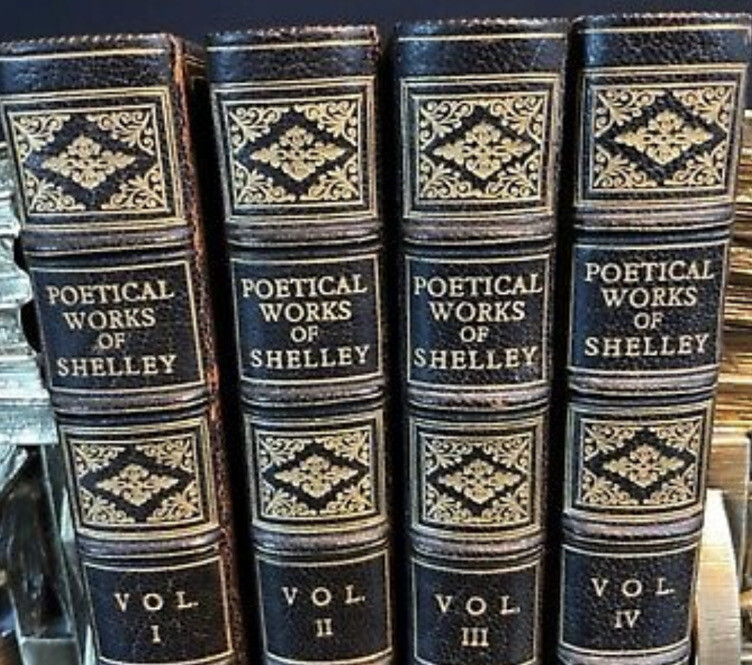 POETICAL
WORKS
OF
SHELLEY
VOL.
I
POETICAL
WORKS
OF
SHELLEY
VOL.
II
POETICAL
WORKS
OF
SHELLEY
VOL.
III
POETICAL
WORKS
OF
SHELLEY
VOL.
IV